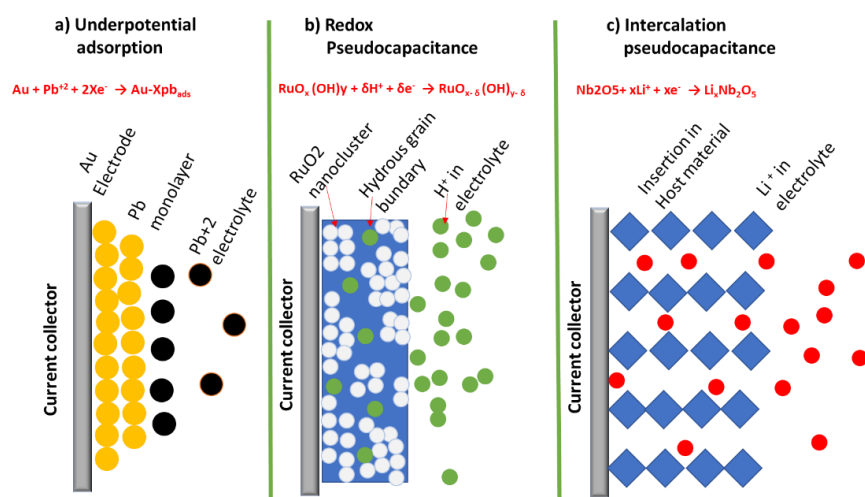 a) Underpotential
adsorption
Au + Pb⁺² + 2Xe⁻ → Au-Xpb_ads
Au
Electrode
Pb
monolayer
Pb+2
electrolyte
Current collector
b) Redox
Pseudocapacitance
RuOₓ (OH)y + δH⁺ + δe⁻ → RuOₓ₋δ(OH)y₋δ
RuO2
nanocluster
Hydrous grain
bundary
H⁺ in
electrolyte
Current collector
c) Intercalation
pseudocapacitance
Nb2O5+ xLi⁺ + xe⁻ → LiₓNb₂O₅
Insertion in
Host material
Li⁺ in
electrolyte
Current collector